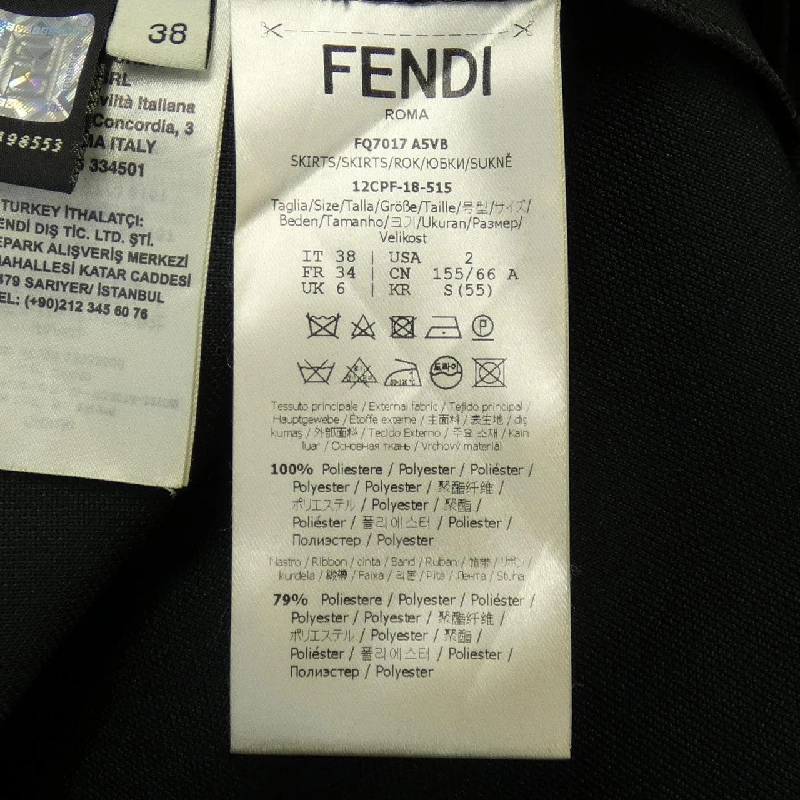 38
SRL
viltà Italiana
Concordia, 3
MA ITALY
334501
198553
TURKEY İTHALATÇI:
ENDİ DIŞ TİC. LTD. ŞTİ.
EPARK ALIŞVERİŞ MERKEZİ
MAHALLESİ KATAR CADDESİ
479 SARIYER/ İSTANBUL
EL: (+90)212 345 60 76
FENDI
ROMA
FQ7017 A5VB
SKIRTS/SKIRTS/ROK/ЮБКИ/SUKNĚ
12CPF-18-515
Taglia/Size/Talla/Größe/Taille/号型/サイズ/
Beden/Tamanho/크기/Ukuran/Размер/
Velikost
IT 38 | USA 2
FR 34 | CN 155/66 A
UK 6 | KR S(55)
P
드라이
Tessuto principale / External fabric / Tejido principal /
Hauptgewebe / Étoffe externe / 主面料 / 表生地 / dış
kumaş / 外部面料 / Tecido Externo / 주요 소재 / Kain
luar / Основная ткань / Vrchový materiál
100% Poliestere / Polyester / Poliéster /
Polyester / Polyester / 聚酯纤维 /
ポリエステル / Polyester / 聚酯 /
Poliéster / 폴리에스터 / Poliester /
Полиэстер / Polyester
Nastro / Ribbon / cinta / Band / Ruban / 饰带 / リボン /
kurdela / 緞帶 / Faixa / 리본 / Pita / Лента / Stuha
79% Poliestere / Polyester / Poliéster /
Polyester / Polyester / 聚酯纤维 /
ポリエステル / Polyester / 聚酯 /
Poliéster / 폴리에스터 / Poliester /
Полиэстер / Polyester